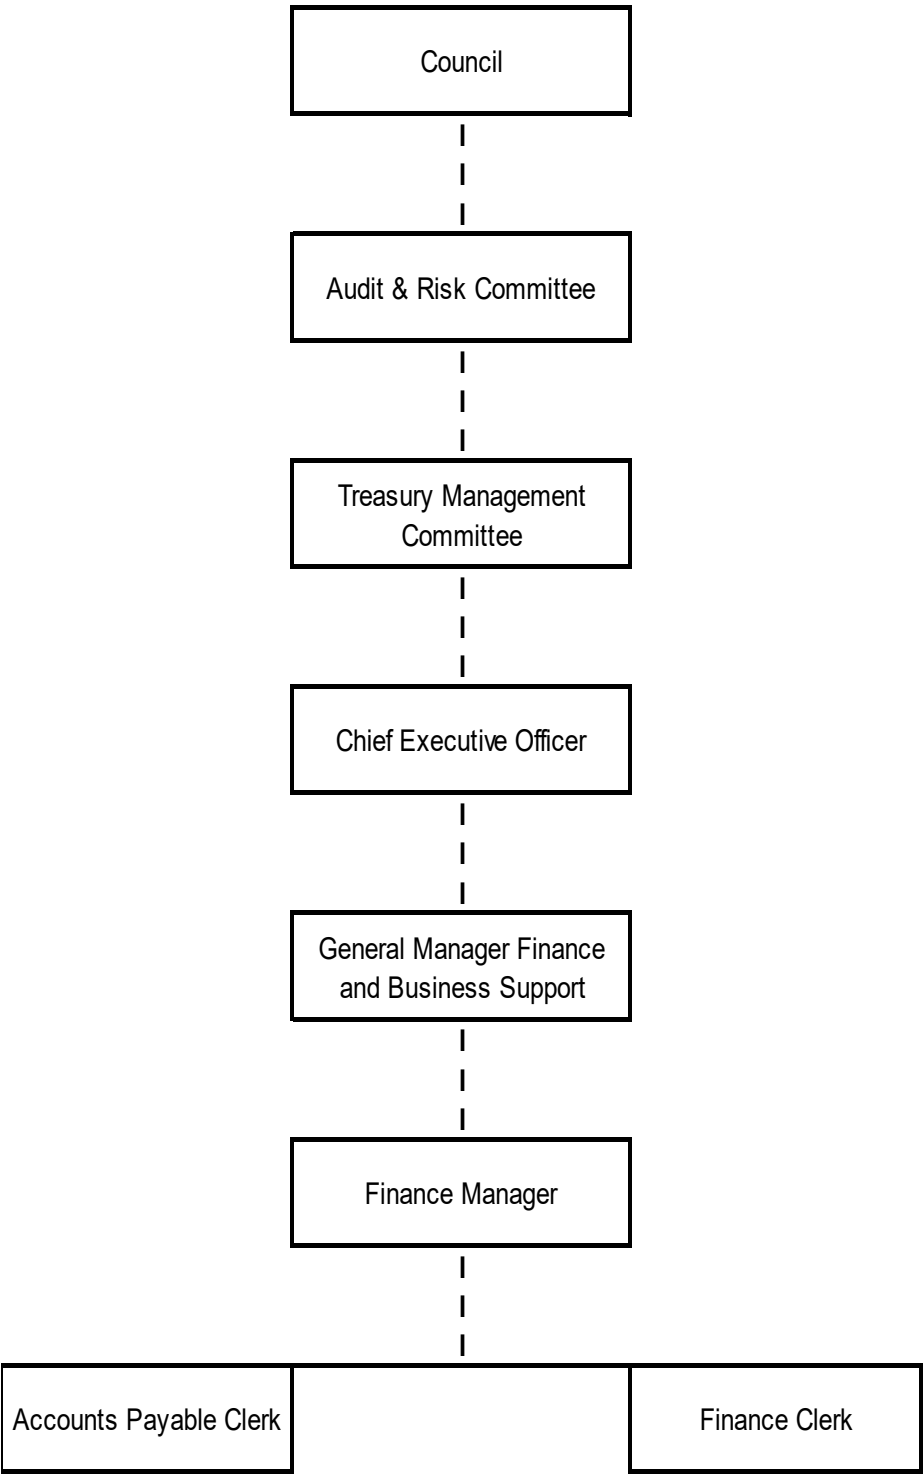 Council
Audit & Risk Committee
Treasury Management
Committee
Chief Executive Officer
General Manager Finance
and Business Support
Finance Manager
Accounts Payable Clerk
Finance Clerk